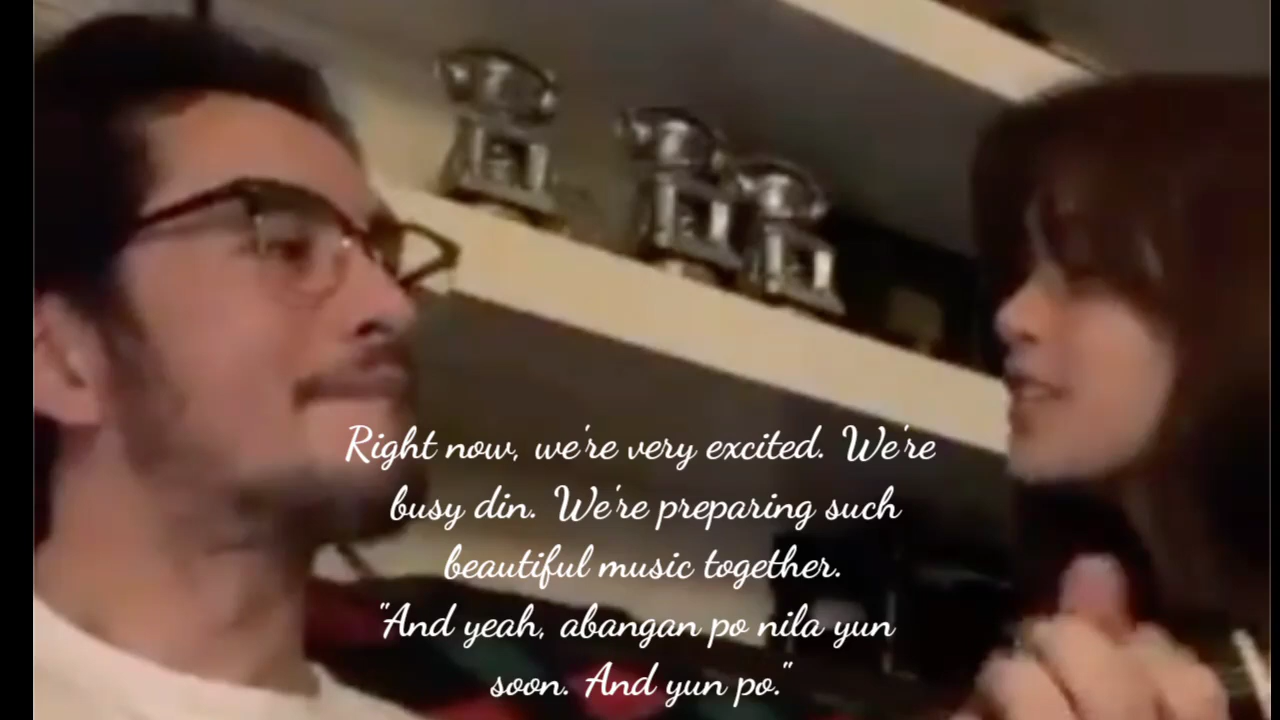 Right now, we're very excited. We're
busy din. We're preparing such
beautiful music together.
"And yeah, abangan po nila yun
soon. And yun po."